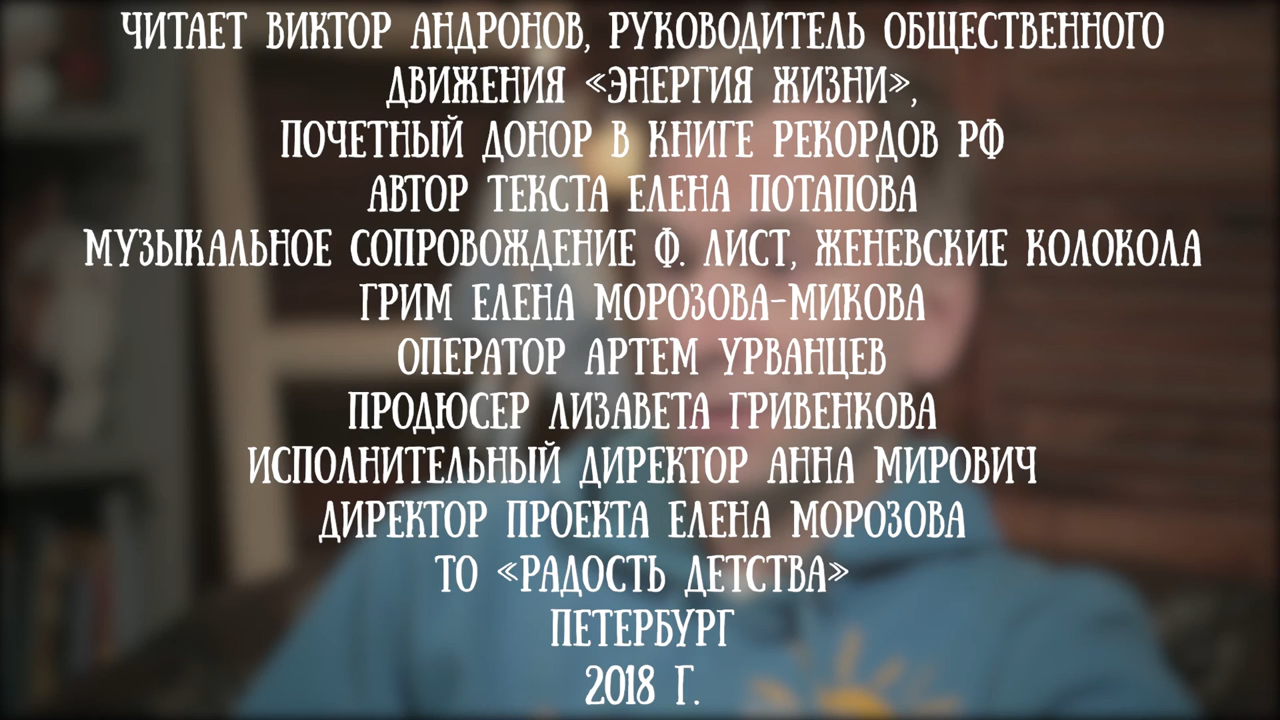 ЧИТАЕТ ВИКТОР АНДРОНОВ, РУКОВОДИТЕЛЬ ОБЩЕСТВЕННОГО
ДВИЖЕНИЯ «ЭНЕРГИЯ ЖИЗНИ»,
ПОЧЕТНЫЙ ДОНОР В КНИГЕ РЕКОРДОВ РФ
АВТОР ТЕКСТА ЕЛЕНА ПОТАПОВА
МУЗЫКАЛЬНОЕ СОПРОВОЖДЕНИЕ Ф. ЛИСТ, ЖЕНЕВСКИЕ КОЛОКОЛА
ГРИМ ЕЛЕНА МОРОЗОВА-МИКОВА
ОПЕРАТОР АРТЕМ УРВАНЦЕВ
ПРОДЮСЕР ЛИЗАВЕТА ГРИВЕНКОВА
ИСПОЛНИТЕЛЬНЫЙ ДИРЕКТОР АННА МИРОВИЧ
ДИРЕКТОР ПРОЕКТА ЕЛЕНА МОРОЗОВА
ТО «РАДОСТЬ ДЕТСТВА»
ПЕТЕРБУРГ
2018 Г.